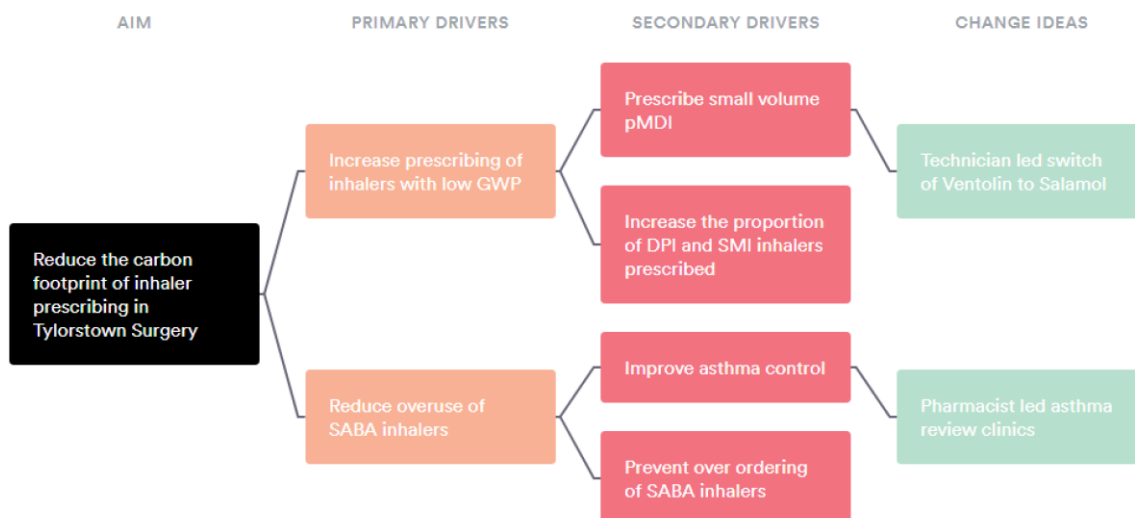 AIM
PRIMARY DRIVERS
SECONDARY DRIVERS
CHANGE IDEAS
Reduce the carbon
footprint of inhaler
prescribing in
Tylorstown Surgery
Increase prescribing of
inhalers with low GWP
Reduce overuse of
SABA inhalers
Prescribe small volume
pMDI
Increase the proportion
of DPI and SMI inhalers
prescribed
Improve asthma control
Prevent over ordering
of SABA inhalers
Technician led switch
of Ventolin to Salamol
Pharmacist led asthma
review clinics